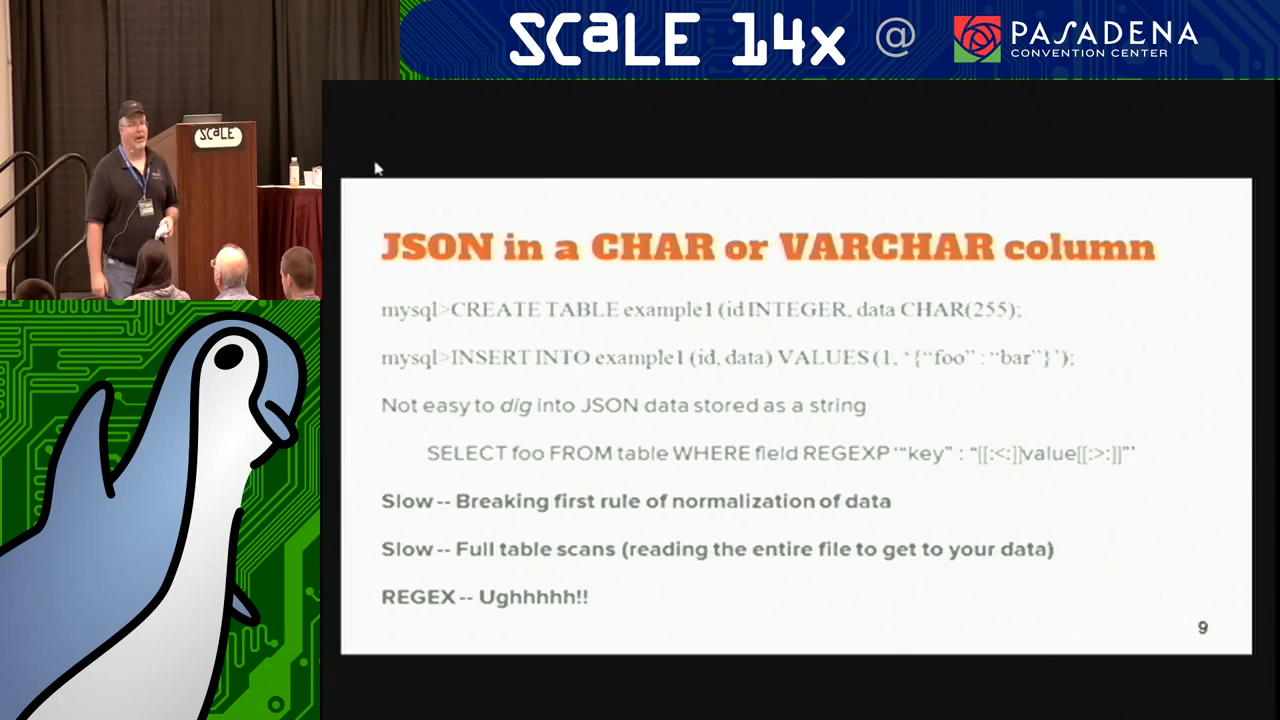 SCaLE 14x @ PASADENA
CONVENTION CENTER
SCaLE
JSON in a CHAR or VARCHAR column
mysql>CREATE TABLE example1 (id INTEGER, data CHAR(255);
mysql>INSERT INTO example1 (id, data) VALUES (1, ‘{“foo” : “bar”}’);
Not easy to dig into JSON data stored as a string
SELECT foo FROM table WHERE field REGEXP ‘“key” : “[[:<:]]value[[:>:]]”’
Slow -- Breaking first rule of normalization of data
Slow -- Full table scans (reading the entire file to get to your data)
REGEX -- Ughhhhh!!
9